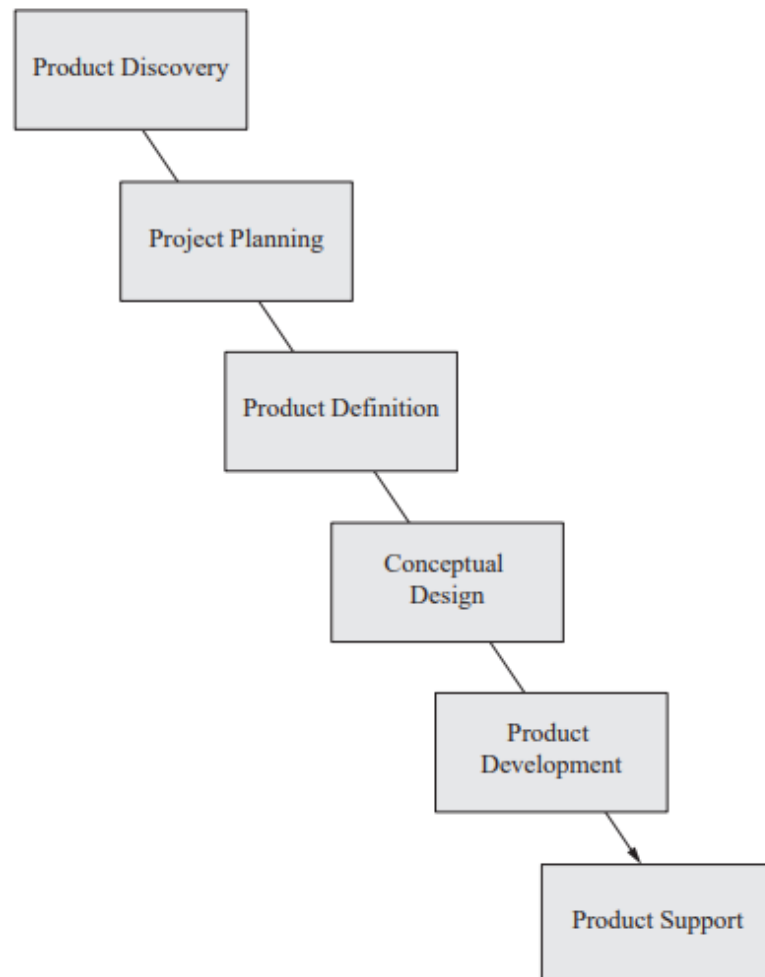 Product Discovery
Project Planning
Product Definition
Conceptual
Design
Product
Development
Product Support